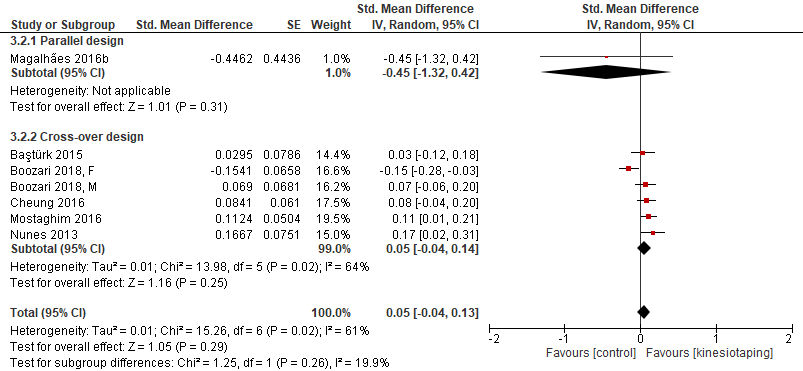 Std. Mean Difference Std. Mean Difference
Study or Subgroup Std. Mean Difference SE Weight IV, Random, 95% CI IV, Random, 95% CI
3.2.1 Parallel design
Magalhães 2016b -0.4462 0.4436 1.0% -0.45 [-1.32, 0.42]
Subtotal (95% CI) 1.0% -0.45 [-1.32, 0.42]
Heterogeneity: Not applicable
Test for overall effect: Z = 1.01 (P = 0.31)
3.2.2 Cross-over design
Baştürk 2015 0.0295 0.0786 14.4% 0.03 [-0.12, 0.18]
Boozari 2018, F -0.1541 0.0658 16.6% -0.15 [-0.28, -0.03]
Boozari 2018, M 0.069 0.0681 16.2% 0.07 [-0.06, 0.20]
Cheung 2016 0.0841 0.061 17.5% 0.08 [-0.04, 0.20]
Mostaghim 2016 0.1124 0.0504 19.5% 0.11 [0.01, 0.21]
Nunes 2013 0.1667 0.0751 14.9% 0.17 [0.02, 0.31]
Subtotal (95% CI) 99.0% 0.05 [-0.04, 0.14]
Heterogeneity: Tau² = 0.01; Chi² = 13.98, df = 5 (P = 0.02); I² = 64%
Test for overall effect: Z = 1.16 (P = 0.25)
Total (95% CI) 100.0% 0.05 [-0.04, 0.13]
Heterogeneity: Tau² = 0.01; Chi² = 15.26, df = 6 (P = 0.02); I² = 61%
Test for overall effect: Z = 1.05 (P = 0.29)
Test for subgroup differences: Chi² = 1.25, df = 1 (P = 0.26), I² = 19.9%
-2 -1 0 1 2
Favours [control] Favours [kinesiotaping]